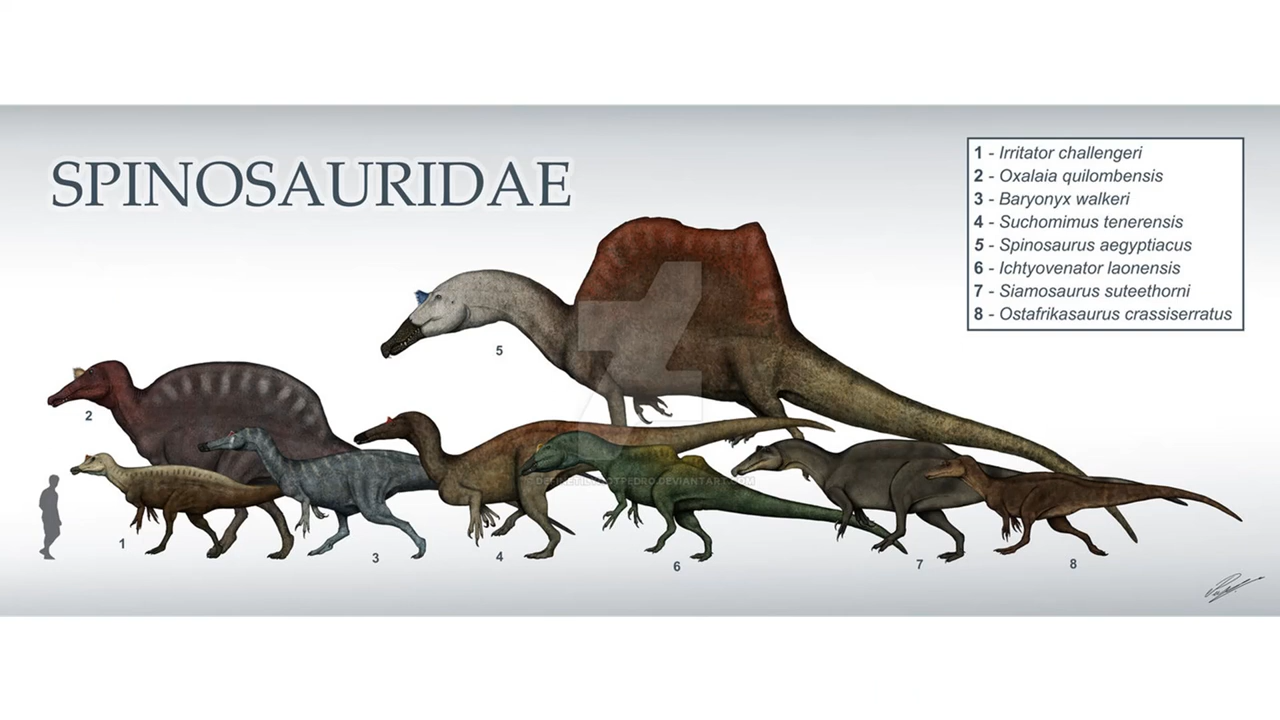 SPINOSAURIDAE
1 - Irritator challengeri
2 - Oxalaia quilombensis
3 - Baryonyx walkeri
4 - Suchomimus tenerensis
5 - Spinosaurus aegyptiacus
6 - Ichtyovenator laonensis
7 - Siamosaurus suteethorni
8 - Ostafrikasaurus crassiserratus
5
2
1
3
4
6
7
8